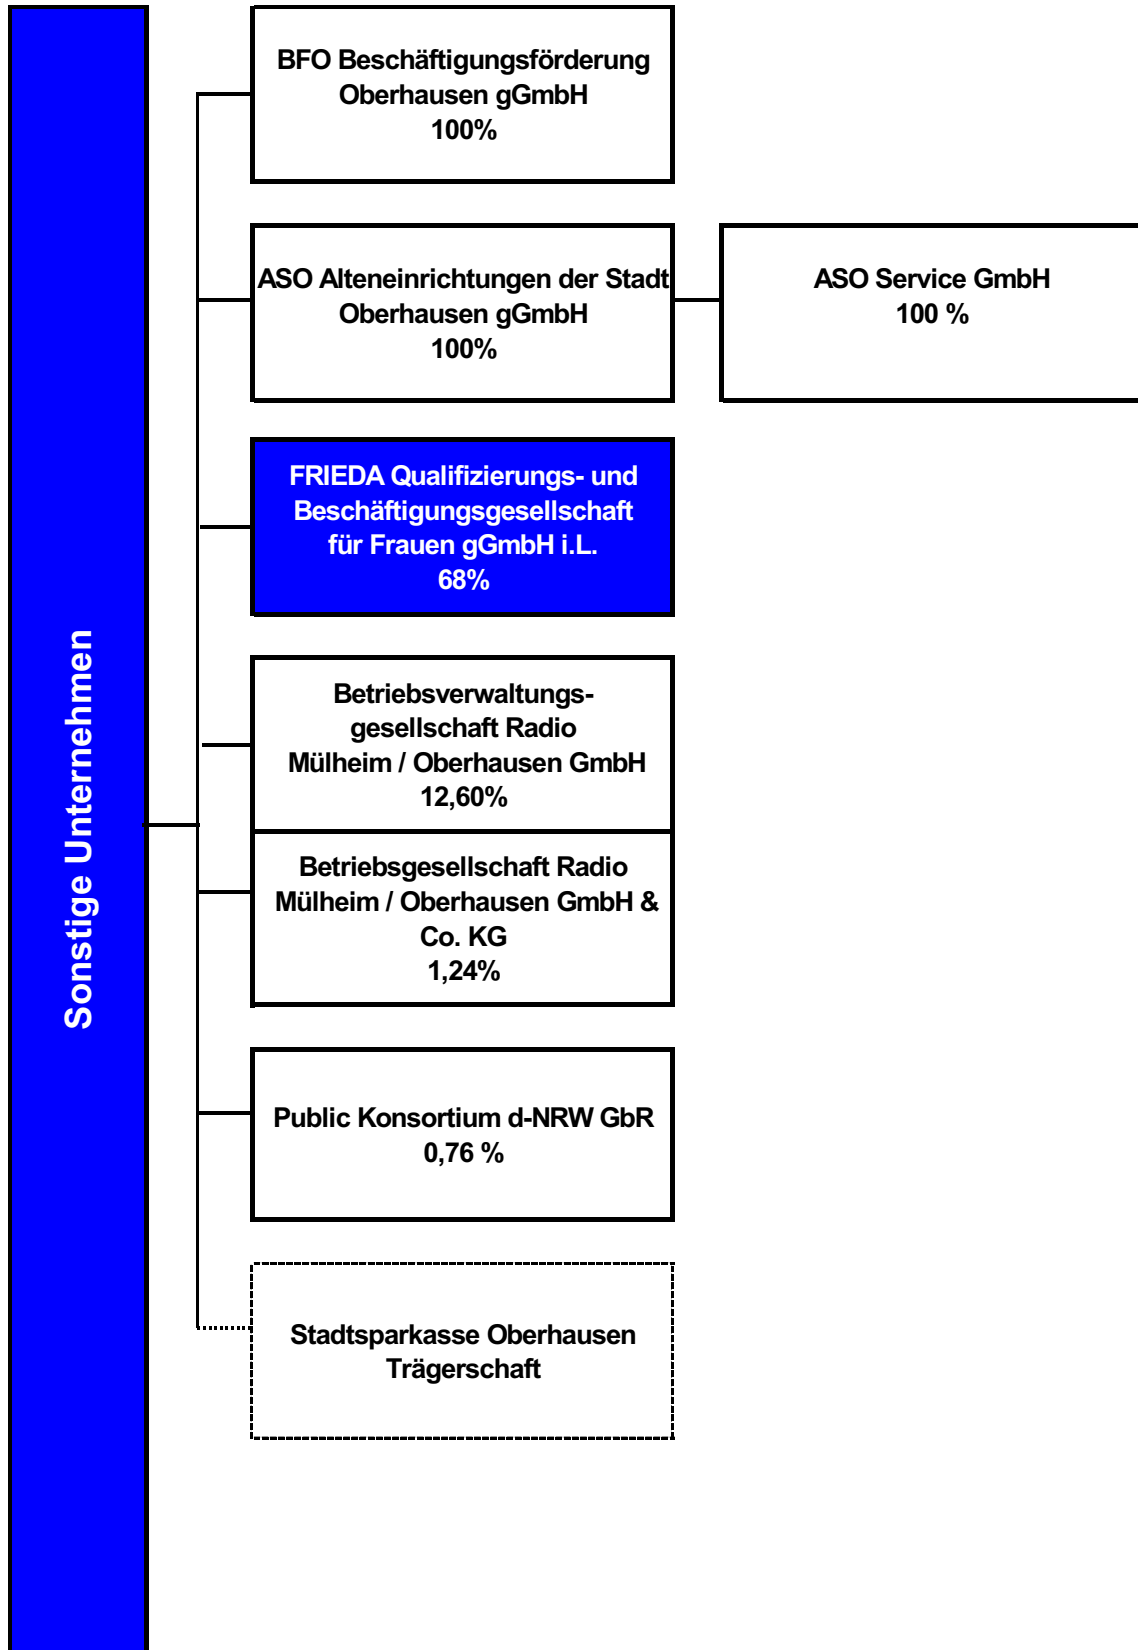 Sonstige Unternehmen
BFO Beschäftigungsförderung
Oberhausen gGmbH
100%
ASO Alteneinrichtungen der Stadt
Oberhausen gGmbH
100%
ASO Service GmbH
100 %
FRIEDA Qualifizierungs- und
Beschäftigungsgesellschaft
für Frauen gGmbH i.L.
68%
Betriebsverwaltungs-
gesellschaft Radio
Mülheim / Oberhausen GmbH
12,60%
Betriebsgesellschaft Radio
Mülheim / Oberhausen GmbH &
Co. KG
1,24%
Public Konsortium d-NRW GbR
0,76 %
Stadtsparkasse Oberhausen
Trägerschaft